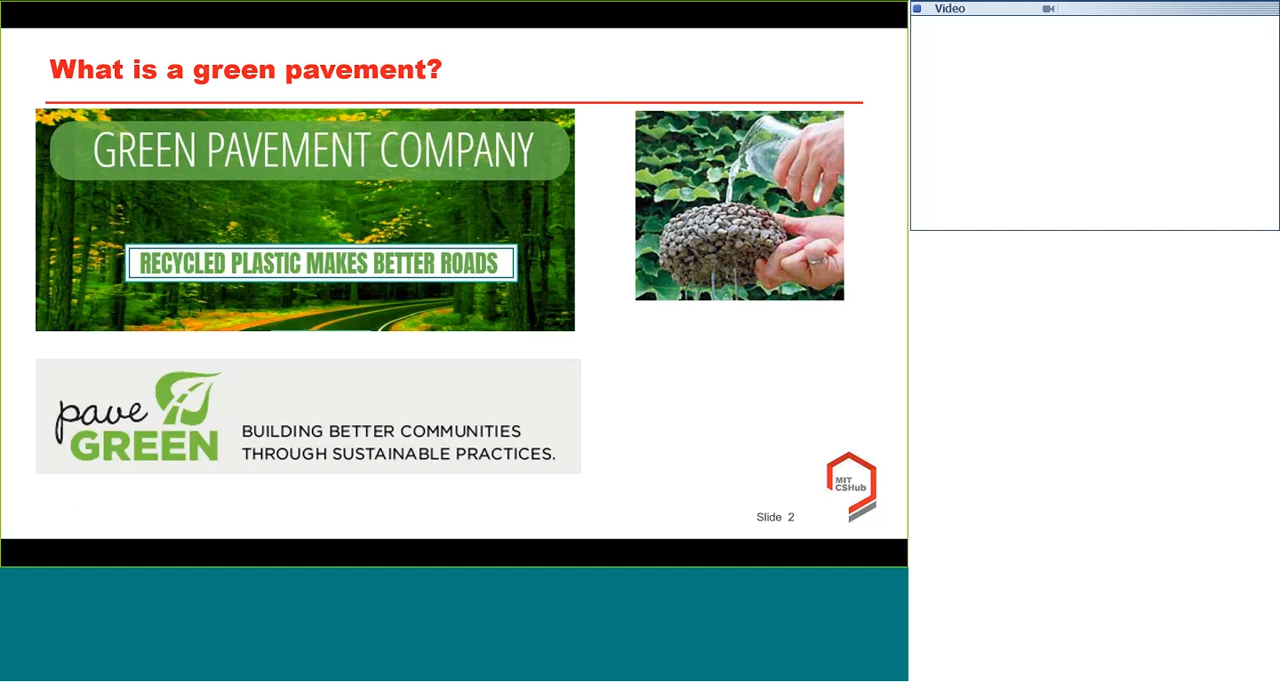 Video
What is a green pavement?
GREEN PAVEMENT COMPANY
RECYCLED PLASTIC MAKES BETTER ROADS
pave
GREEN
BUILDING BETTER COMMUNITIES
THROUGH SUSTAINABLE PRACTICES.
MIT
CSHub
Slide 2